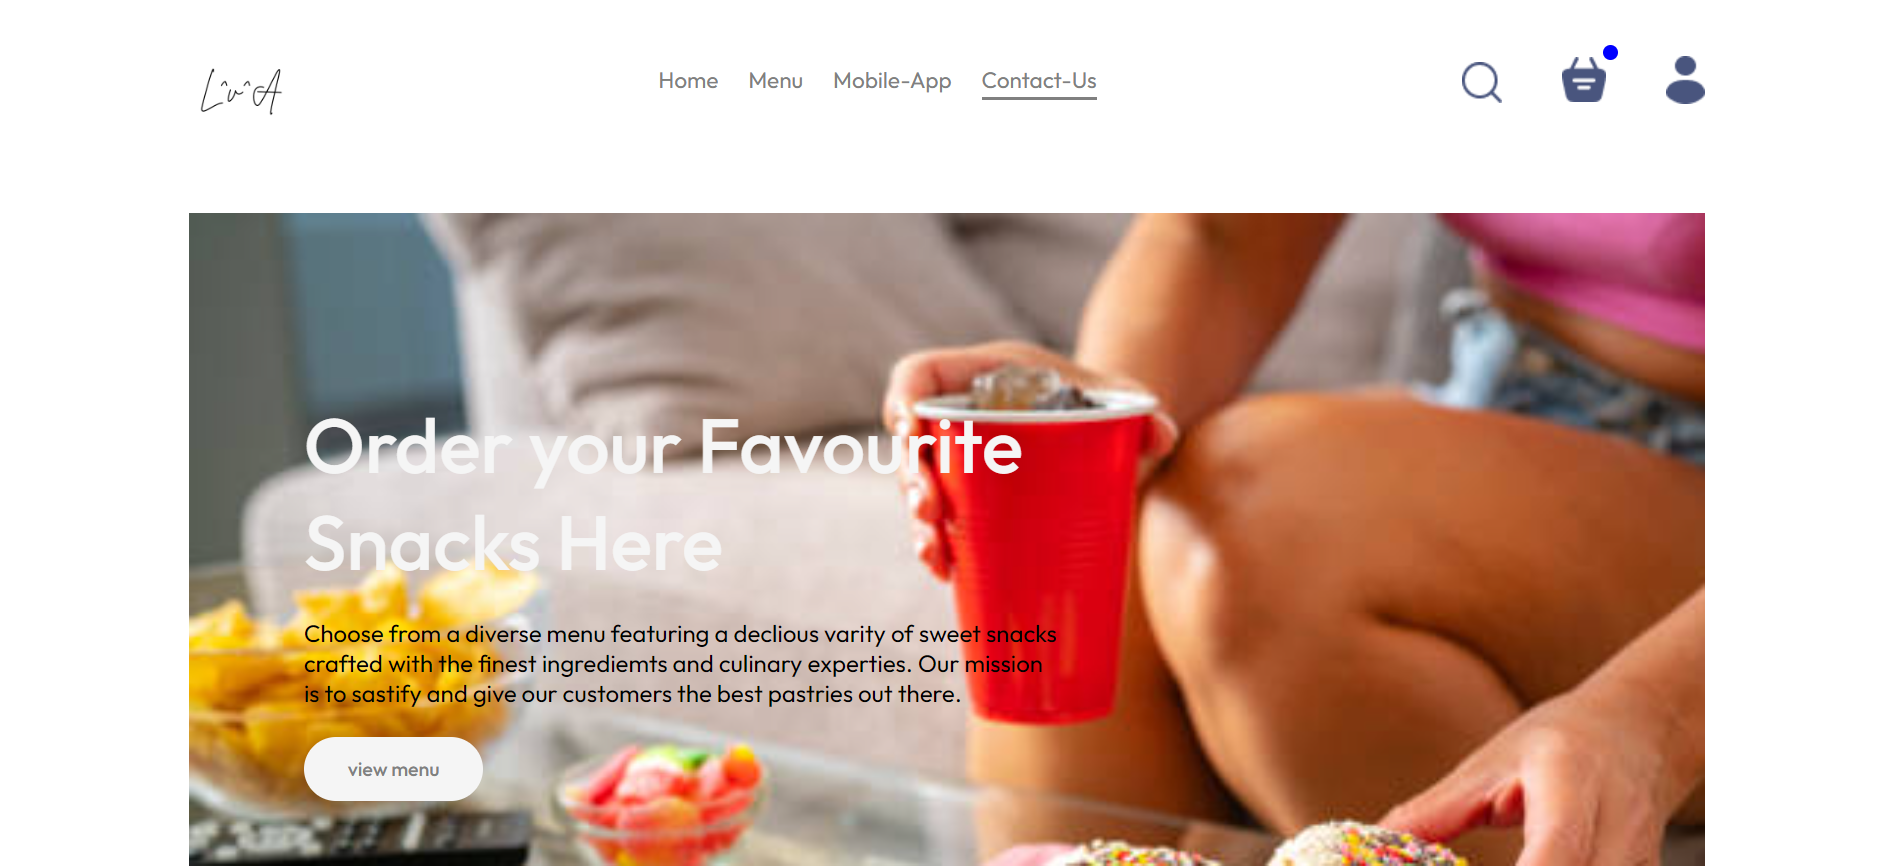 LûˆA
Home Menu Mobile-App Contact-Us
Order your Favourite
Snacks Here
Choose from a diverse menu featuring a declious varity of sweet snacks
crafted with the finest ingrediemts and culinary experties. Our mission
is to sastify and give our customers the best pastries out there.
view menu